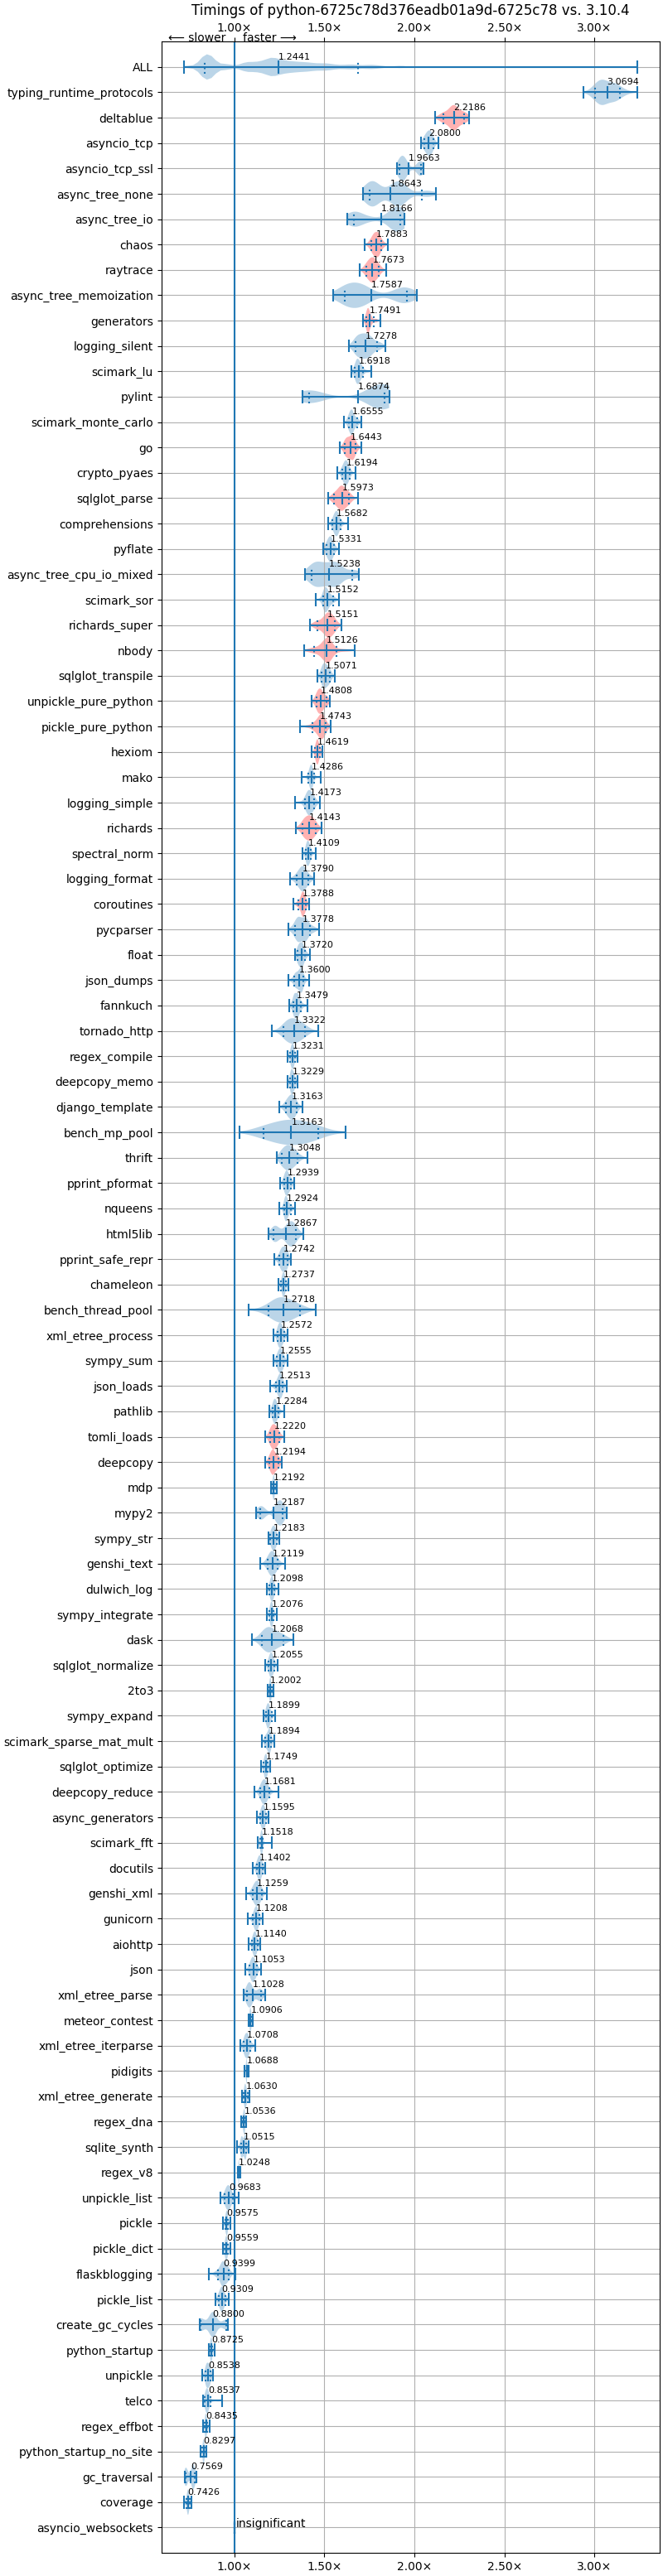 Timings of python-6725c78d376eadb01a9d-6725c78 vs. 3.10.4
1.00× 1.50× 2.00× 2.50× 3.00×
⟵ slower faster ⟶
ALL 1.2441
typing_runtime_protocols 3.0694
deltablue 2.2186
asyncio_tcp 2.0800
asyncio_tcp_ssl 1.9663
async_tree_none 1.8643
async_tree_io 1.8166
chaos 1.7883
raytrace 1.7673
async_tree_memoization 1.7587
generators 1.7491
logging_silent 1.7278
scimark_lu 1.6918
pylint 1.6874
scimark_monte_carlo 1.6555
go 1.6443
crypto_pyaes 1.6194
sqlglot_parse 1.5973
comprehensions 1.5682
pyflate 1.5331
async_tree_cpu_io_mixed 1.5238
scimark_sor 1.5152
richards_super 1.5151
nbody 1.5126
sqlglot_transpile 1.5071
unpickle_pure_python 1.4808
pickle_pure_python 1.4743
hexiom 1.4619
mako 1.4286
logging_simple 1.4173
richards 1.4143
spectral_norm 1.4109
logging_format 1.3790
coroutines 1.3788
pycparser 1.3778
float 1.3720
json_dumps 1.3600
fannkuch 1.3479
tornado_http 1.3322
regex_compile 1.3231
deepcopy_memo 1.3229
django_template 1.3163
bench_mp_pool 1.3163
thrift 1.3048
pprint_pformat 1.2939
nqueens 1.2924
html5lib 1.2867
pprint_safe_repr 1.2742
chameleon 1.2737
bench_thread_pool 1.2718
xml_etree_process 1.2572
sympy_sum 1.2555
json_loads 1.2513
pathlib 1.2284
tomli_loads 1.2220
deepcopy 1.2194
mdp 1.2192
mypy2 1.2187
sympy_str 1.2183
genshi_text 1.2119
dulwich_log 1.2098
sympy_integrate 1.2076
dask 1.2068
sqlglot_normalize 1.2055
2to3 1.2002
sympy_expand 1.1899
scimark_sparse_mat_mult 1.1894
sqlglot_optimize 1.1749
deepcopy_reduce 1.1681
async_generators 1.1595
scimark_fft 1.1518
docutils 1.1402
genshi_xml 1.1259
gunicorn 1.1208
aiohttp 1.1140
json 1.1053
xml_etree_parse 1.1028
meteor_contest 1.0906
xml_etree_iterparse 1.0708
pidigits 1.0688
xml_etree_generate 1.0630
regex_dna 1.0536
sqlite_synth 1.0515
regex_v8 1.0248
unpickle_list 0.9683
pickle 0.9575
pickle_dict 0.9559
flaskblogging 0.9399
pickle_list 0.9309
create_gc_cycles 0.8800
python_startup 0.8725
unpickle 0.8538
telco 0.8537
regex_effbot 0.8435
python_startup_no_site 0.8297
gc_traversal 0.7569
coverage 0.7426
asyncio_websockets insignificant
1.00× 1.50× 2.00× 2.50× 3.00×